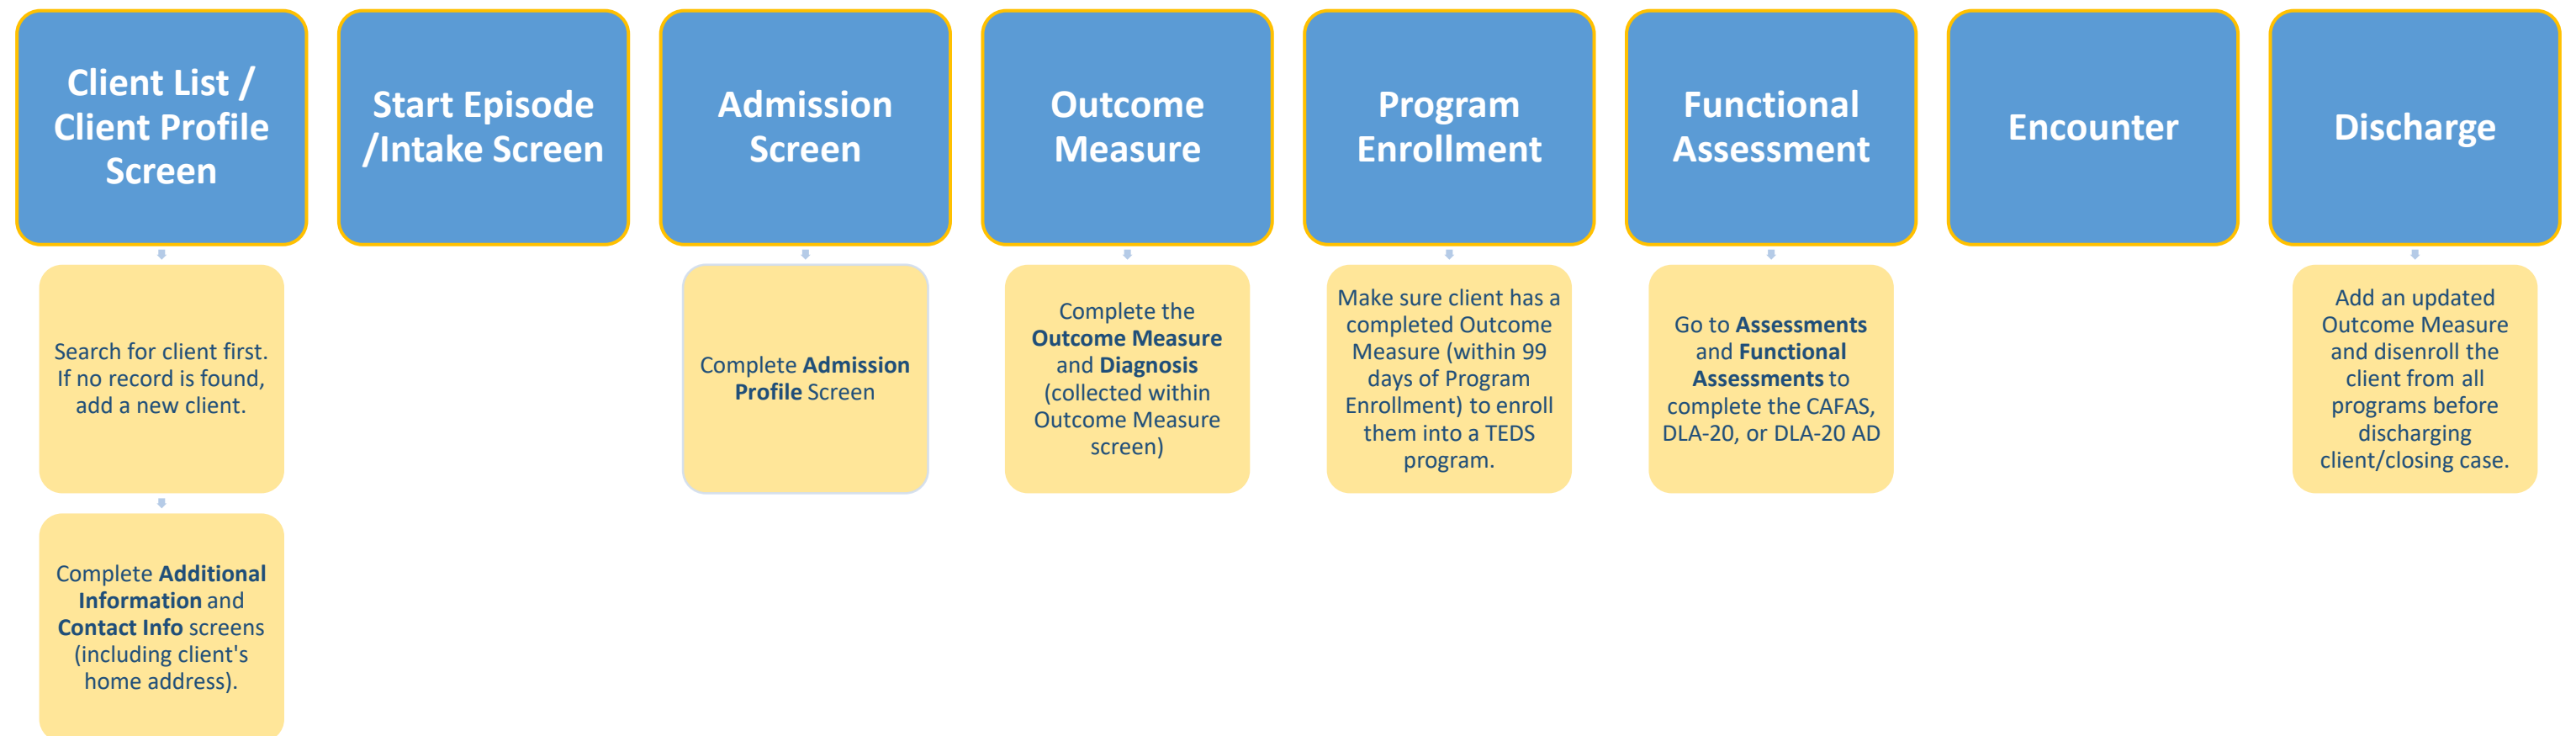 Client List /
Client Profile
Screen
Search for client first.
If no record is found,
add a new client.
Complete Additional
Information and
Contact Info screens
(including client's
home address).
Start Episode
/Intake Screen
Admission
Screen
Complete Admission
Profile Screen
Outcome
Measure
Complete the
Outcome Measure
and Diagnosis
(collected within
Outcome Measure
screen)
Program
Enrollment
Make sure client has a
completed Outcome
Measure (within 99
days of Program
Enrollment) to enroll
them into a TEDS
program.
Functional
Assessment
Go to Assessments
and Functional
Assessments to
complete the CAFAS,
DLA-20, or DLA-20 AD
Encounter
Discharge
Add an updated
Outcome Measure
and disenroll the
client from all
programs before
discharging
client/closing case.